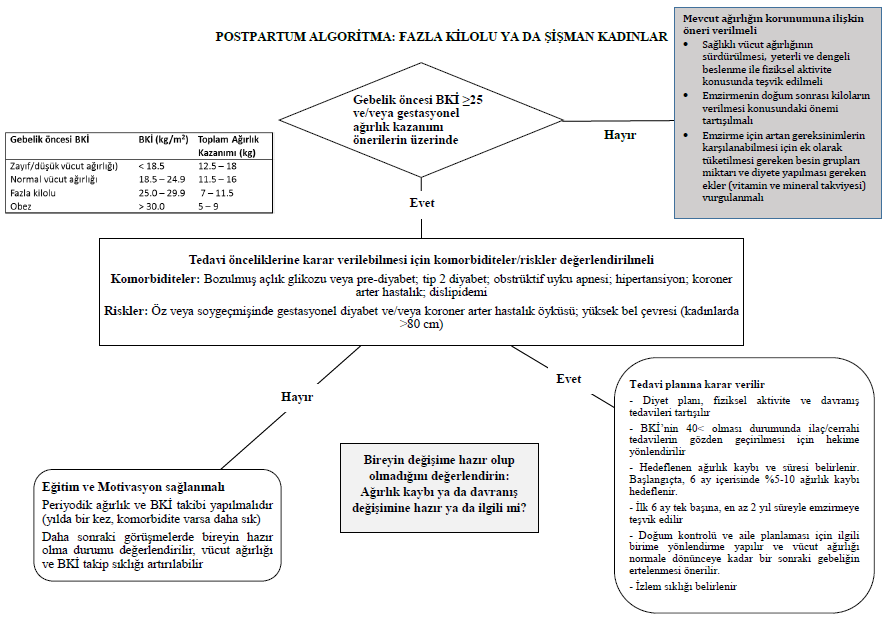 POSTPARTUM ALGORİTMA: FAZLA KİLOLU YA DA ŞİŞMAN KADINLAR
Mevcut ağırlığın korunumuna ilişkin
öneri verilmeli
• Sağlıklı vücut ağırlığının
sürdürülmesi, yeterli ve dengeli
beslenme ile fiziksel aktivite
konusunda teşvik edilmeli
• Emzirmenin doğum sonrası kiloların
verilmesi konusundaki önemi
tartışılmalı
• Emzirme için artan gereksinimlerin
karşılanabilmesi için ek olarak
tüketilmesi gereken besin grupları
miktarı ve diyete yapılması gereken
ekler (vitamin ve mineral takviyesi)
vurgulanmalı
Gebelik öncesi BKİ ≥25
ve/veya gestasyonel
ağırlık kazanımı
önerilerin üzerinde
Hayır
Gebelik öncesi BKİ BKİ (kg/m²) Toplam Ağırlık
Kazanımı (kg)
Zayıf/düşük vücut ağırlığı) < 18.5 12.5 – 18
Normal vücut ağırlığı 18.5 – 24.9 11.5 – 16
Fazla kilolu 25.0 – 29.9 7 – 11.5
Obez > 30.0 5 – 9
Evet
Tedavi önceliklerine karar verilebilmesi için komorbiditeler/riskler değerlendirilmeli
Komorbiditeler: Bozulmuş açlık glikozu veya pre-diyabet; tip 2 diyabet; obstrüktif uyku apnesi; hipertansiyon; koroner
arter hastalık; dislipidemi
Riskler: Öz veya soygeçmişinde gestasyonel diyabet ve/veya koroner arter hastalık öyküsü; yüksek bel çevresi (kadınlarda
>80 cm)
Hayır
Evet
Eğitim ve Motivasyon sağlanmalı
Periyodik ağırlık ve BKİ takibi yapılmalıdır
(yılda bir kez, komorbidite varsa daha sık)
Daha sonraki görüşmelerde bireyin hazır
olma durumu değerlendirilir, vücut ağırlığı
ve BKİ takip sıklığı artırılabilir
Bireyin değişime hazır olup
olmadığını değerlendirin:
Ağırlık kaybı ya da davranış
değişimine hazır ya da ilgili mi?
Tedavi planına karar verilir
- Diyet planı, fiziksel aktivite ve davranış
tedavileri tartışılır
- BKİ’nin 40< olması durumunda ilaç/cerrahi
tedavilerin gözden geçirilmesi için hekime
yönlendirilir
- Hedeflenen ağırlık kaybı ve süresi belirlenir.
Başlangıçta, 6 ay içerisinde %5-10 ağırlık kaybı
hedeflenir.
- İlk 6 ay tek başına, en az 2 yıl süreyle emzirmeye
teşvik edilir
- Doğum kontrolü ve aile planlaması için ilgili
birime yönlendirme yapılır ve vücut ağırlığı
normale dönünceye kadar bir sonraki gebeliğin
ertelenmesi önerilir.
- İzlem sıklığı belirlenir